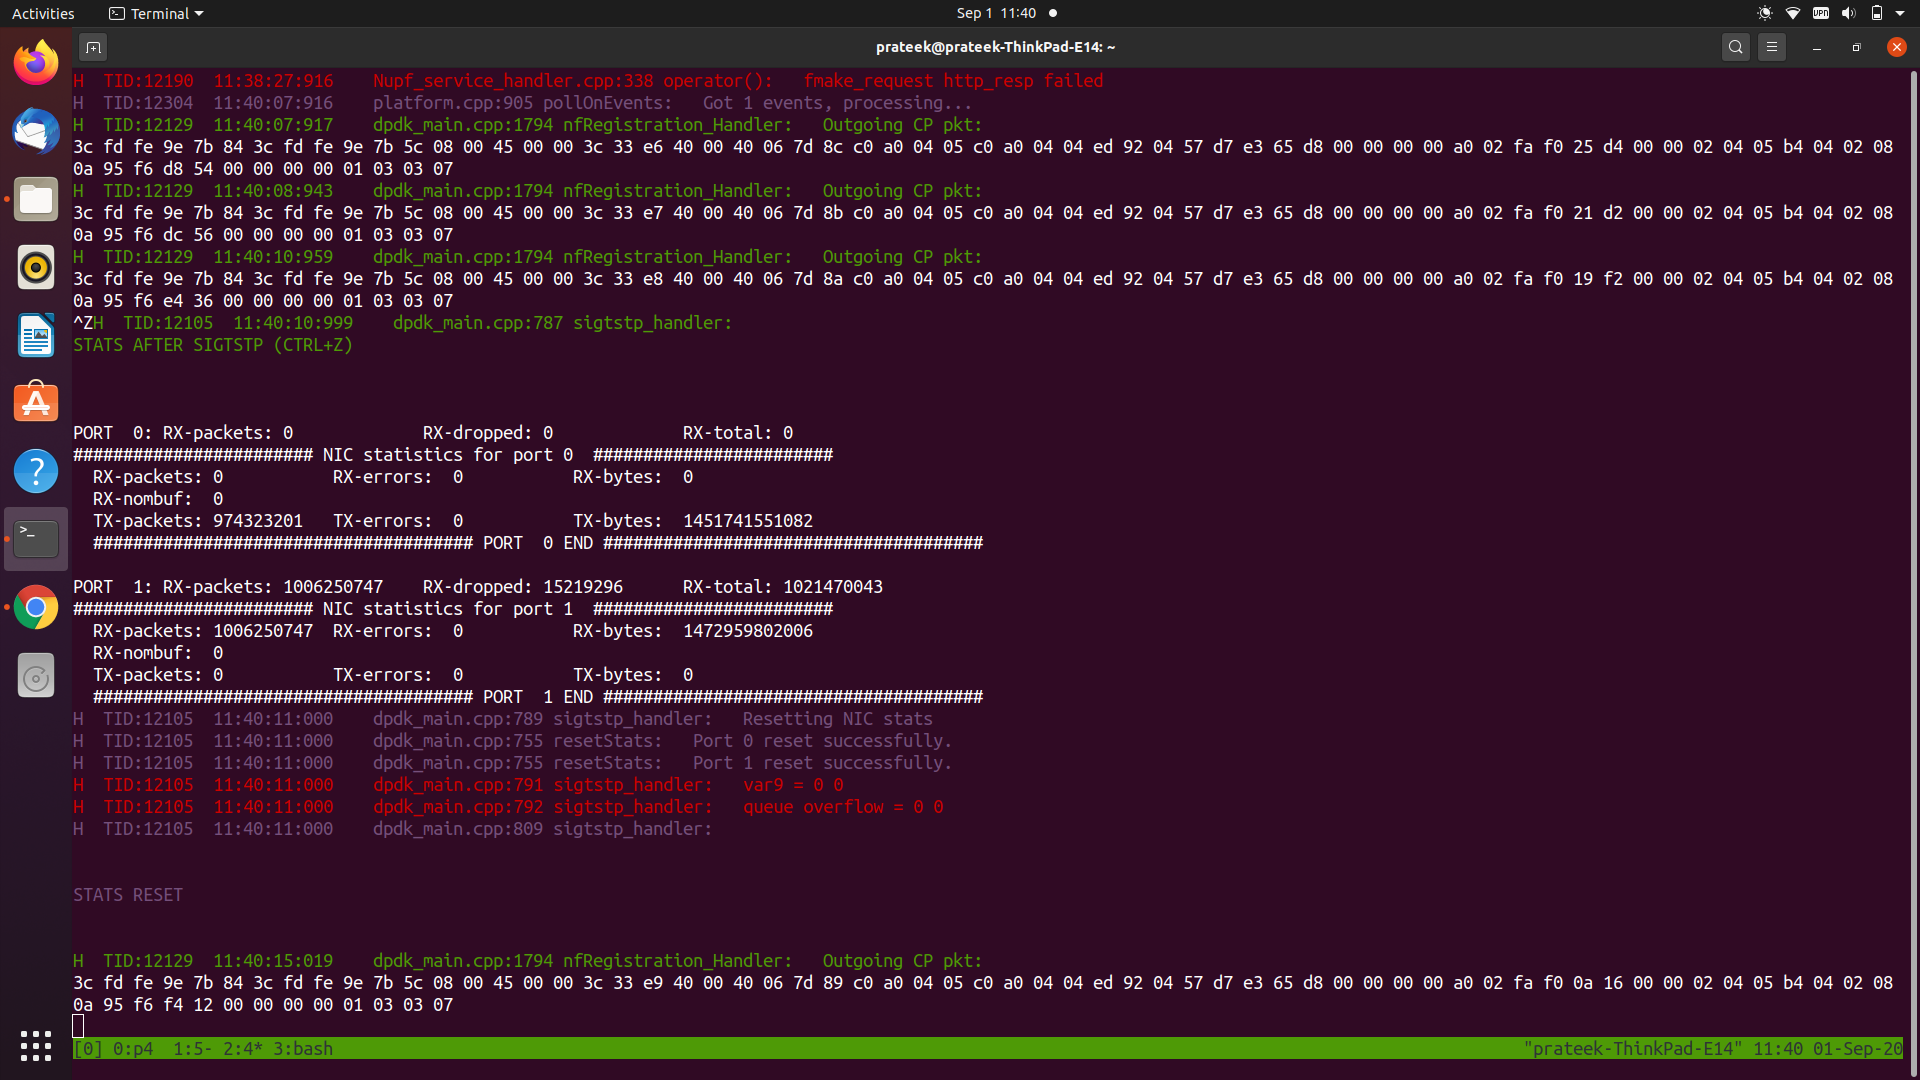 Activities
Terminal
Sep 1 11:40
VPN
prateek@prateek-ThinkPad-E14: ~
H  TID:12190  11:38:27:916    Nupf_service_handler.cpp:338 operator():   fmake_request http_resp failed
H  TID:12304  11:40:07:916    platform.cpp:905 pollOnEvents:   Got 1 events, processing...
H  TID:12129  11:40:07:917    dpdk_main.cpp:1794 nfRegistration_Handler:   Outgoing CP pkt:
3c fd fe 9e 7b 84 3c fd fe 9e 7b 5c 08 00 45 00 00 3c 33 e6 40 00 40 06 7d 8c c0 a0 04 05 c0 a0 04 04 ed 92 04 57 d7 e3 65 d8 00 00 00 00 a0 02 fa f0 25 d4 00 00 02 04 05 b4 04 02 08
0a 95 f6 d8 54 00 00 00 00 01 03 03 07
H  TID:12129  11:40:08:943    dpdk_main.cpp:1794 nfRegistration_Handler:   Outgoing CP pkt:
3c fd fe 9e 7b 84 3c fd fe 9e 7b 5c 08 00 45 00 00 3c 33 e7 40 00 40 06 7d 8b c0 a0 04 05 c0 a0 04 04 ed 92 04 57 d7 e3 65 d8 00 00 00 00 a0 02 fa f0 21 d2 00 00 02 04 05 b4 04 02 08
0a 95 f6 dc 56 00 00 00 00 01 03 03 07
H  TID:12129  11:40:10:959    dpdk_main.cpp:1794 nfRegistration_Handler:   Outgoing CP pkt:
3c fd fe 9e 7b 84 3c fd fe 9e 7b 5c 08 00 45 00 00 3c 33 e8 40 00 40 06 7d 8a c0 a0 04 05 c0 a0 04 04 ed 92 04 57 d7 e3 65 d8 00 00 00 00 a0 02 fa f0 19 f2 00 00 02 04 05 b4 04 02 08
0a 95 f6 e4 36 00 00 00 00 01 03 03 07
^ZH  TID:12105  11:40:10:999    dpdk_main.cpp:787 sigtstp_handler:
STATS AFTER SIGTSTP (CTRL+Z)
PORT  0: RX-packets: 0             RX-dropped: 0             RX-total: 0
######################## NIC statistics for port 0  ########################
  RX-packets: 0           RX-errors:  0           RX-bytes:  0
  RX-nombuf:  0
  TX-packets: 974323201   TX-errors:  0           TX-bytes:  1451741551082
  ###################################### PORT  0 END ######################################
PORT  1: RX-packets: 1006250747    RX-dropped: 15219296      RX-total: 1021470043
######################## NIC statistics for port 1  ########################
  RX-packets: 1006250747  RX-errors:  0           RX-bytes:  1472959802006
  RX-nombuf:  0
  TX-packets: 0           TX-errors:  0           TX-bytes:  0
  ###################################### PORT  1 END ######################################
H  TID:12105  11:40:11:000    dpdk_main.cpp:789 sigtstp_handler:   Resetting NIC stats
H  TID:12105  11:40:11:000    dpdk_main.cpp:755 resetStats:   Port 0 reset successfully.
H  TID:12105  11:40:11:000    dpdk_main.cpp:755 resetStats:   Port 1 reset successfully.
H  TID:12105  11:40:11:000    dpdk_main.cpp:791 sigtstp_handler:   var9 = 0 0
H  TID:12105  11:40:11:000    dpdk_main.cpp:792 sigtstp_handler:   queue overflow = 0 0
H  TID:12105  11:40:11:000    dpdk_main.cpp:809 sigtstp_handler:
STATS RESET
H  TID:12129  11:40:15:019    dpdk_main.cpp:1794 nfRegistration_Handler:   Outgoing CP pkt:
3c fd fe 9e 7b 84 3c fd fe 9e 7b 5c 08 00 45 00 00 3c 33 e9 40 00 40 06 7d 89 c0 a0 04 05 c0 a0 04 04 ed 92 04 57 d7 e3 65 d8 00 00 00 00 a0 02 fa f0 0a 16 00 00 02 04 05 b4 04 02 08
0a 95 f6 f4 12 00 00 00 00 01 03 03 07
[0] 0:p4  1:5- 2:4* 3:bash "prateek-ThinkPad-E14" 11:40 01-Sep-20